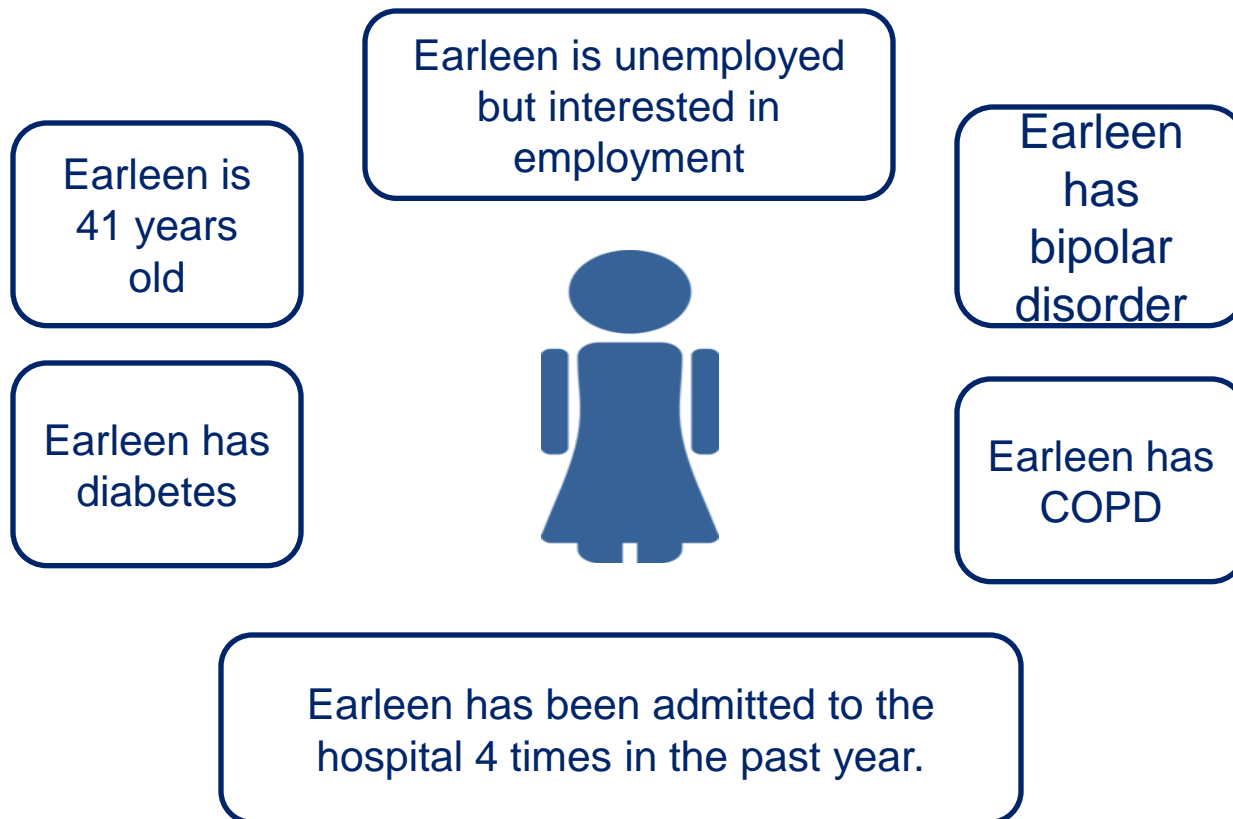 Earleen is unemployed
but interested in
employment
Earleen is
41 years
old
Earleen
has
bipolar
disorder
Earleen has
diabetes
Earleen has
COPD
Earleen has been admitted to the
hospital 4 times in the past year.